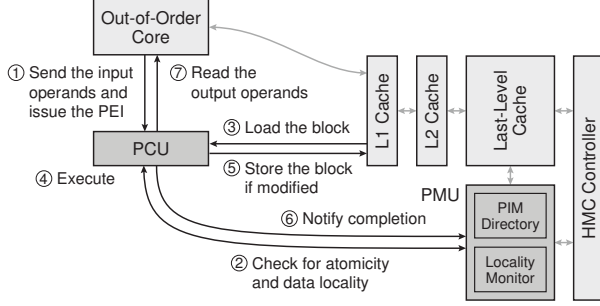 Out-of-Order
Core
① Send the input
operands and
issue the PEI
⑦ Read the
output operands
L1 Cache
L2 Cache
Last-Level
Cache
HMC Controller
③ Load the block
PCU
④ Execute
⑤ Store the block
if modified
PMU
PIM
Directory
⑥ Notify completion
② Check for atomicity
and data locality
Locality
Monitor